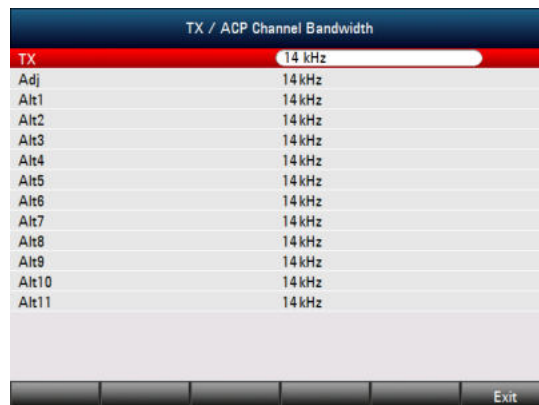 TX / ACP Channel Bandwidth
TX 14 kHz
Adj 14 kHz
Alt1 14 kHz
Alt2 14 kHz
Alt3 14 kHz
Alt4 14 kHz
Alt5 14 kHz
Alt6 14 kHz
Alt7 14 kHz
Alt8 14 kHz
Alt9 14 kHz
Alt10 14 kHz
Alt11 14 kHz
Exit